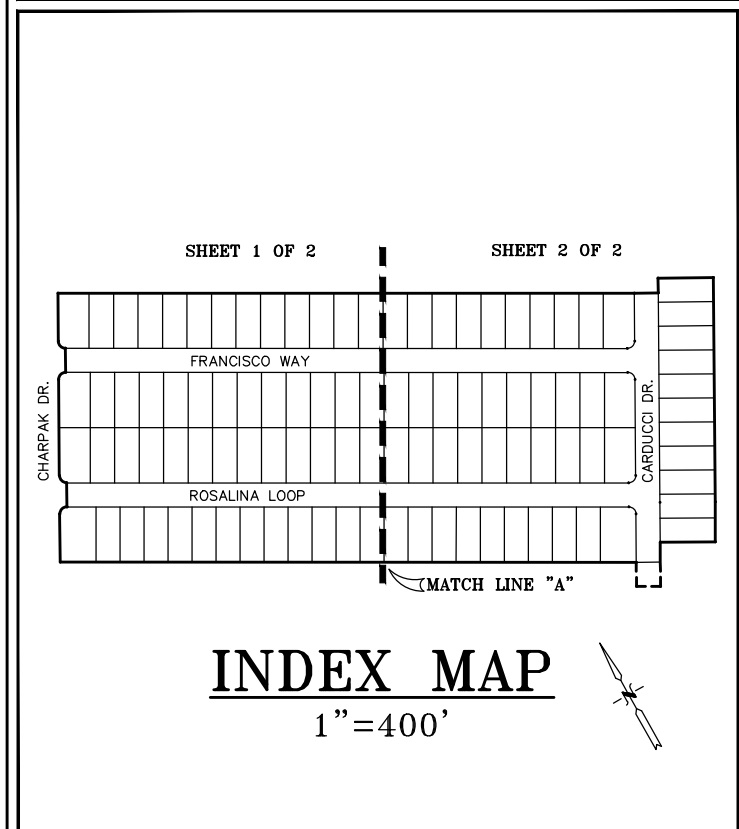 SHEET 1 OF 2
SHEET 2 OF 2
FRANCISCO WAY
CHARPAK DR.
CARDUCCI DR.
ROSALINA LOOP
MATCH LINE "A"
INDEX MAP
1"=400'